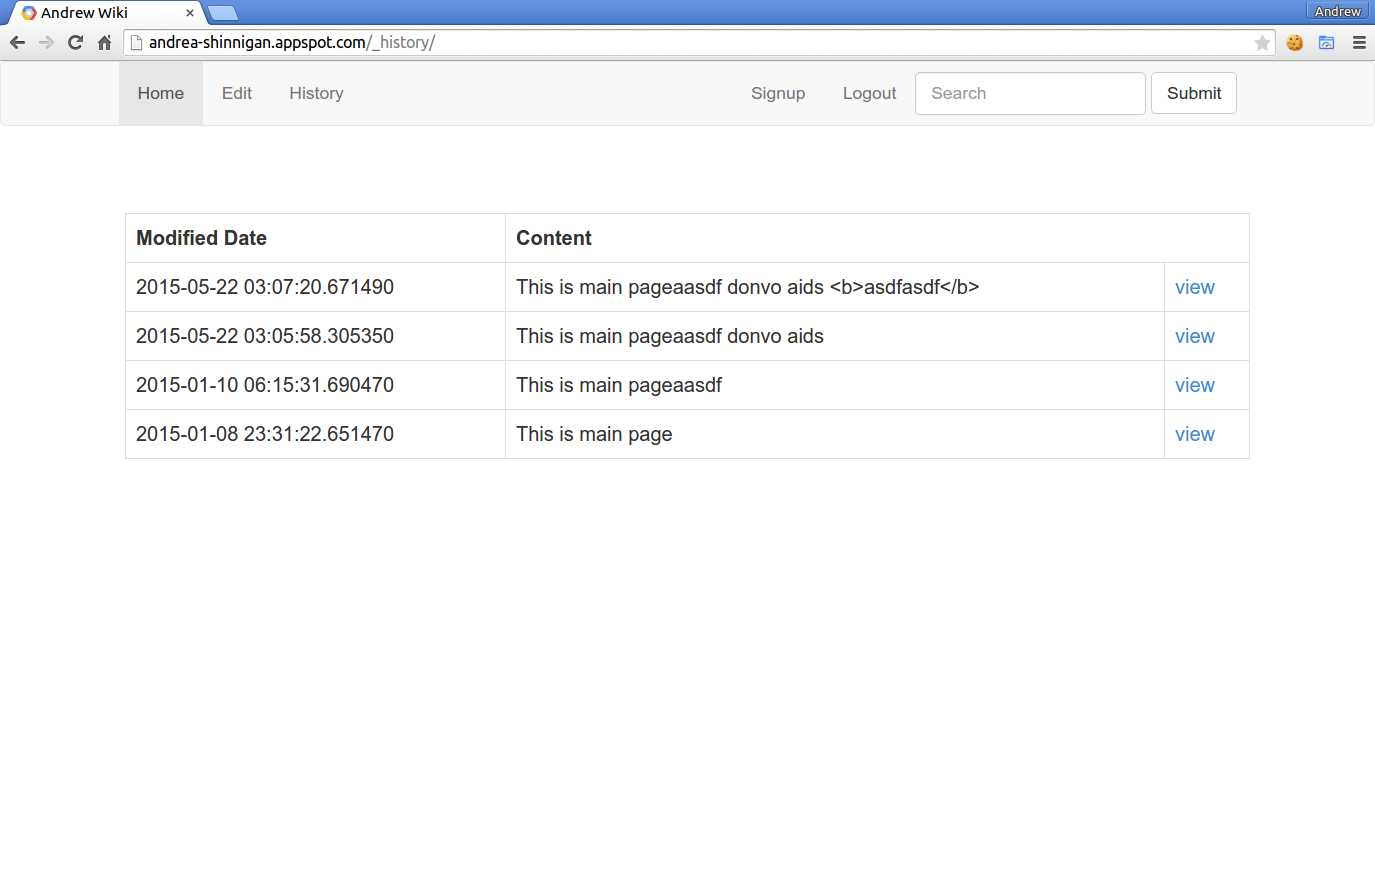 Andrew Wiki
Andrew
andrea-shinnigan.appspot.com/_history/
Home Edit History Signup Logout Search Submit
Modified Date Content
2015-05-22 03:07:20.671490 This is main pageaasdf donvo aids <b>asdfasdf</b> view
2015-05-22 03:05:58.305350 This is main pageaasdf donvo aids view
2015-01-10 06:15:31.690470 This is main pageaasdf view
2015-01-08 23:31:22.651470 This is main page view